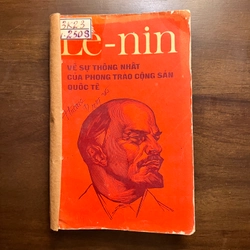 Lê-nin
VỀ SỰ THỐNG NHẤT
CỦA PHONG TRÀO CỘNG SẢN
QUỐC TẾ